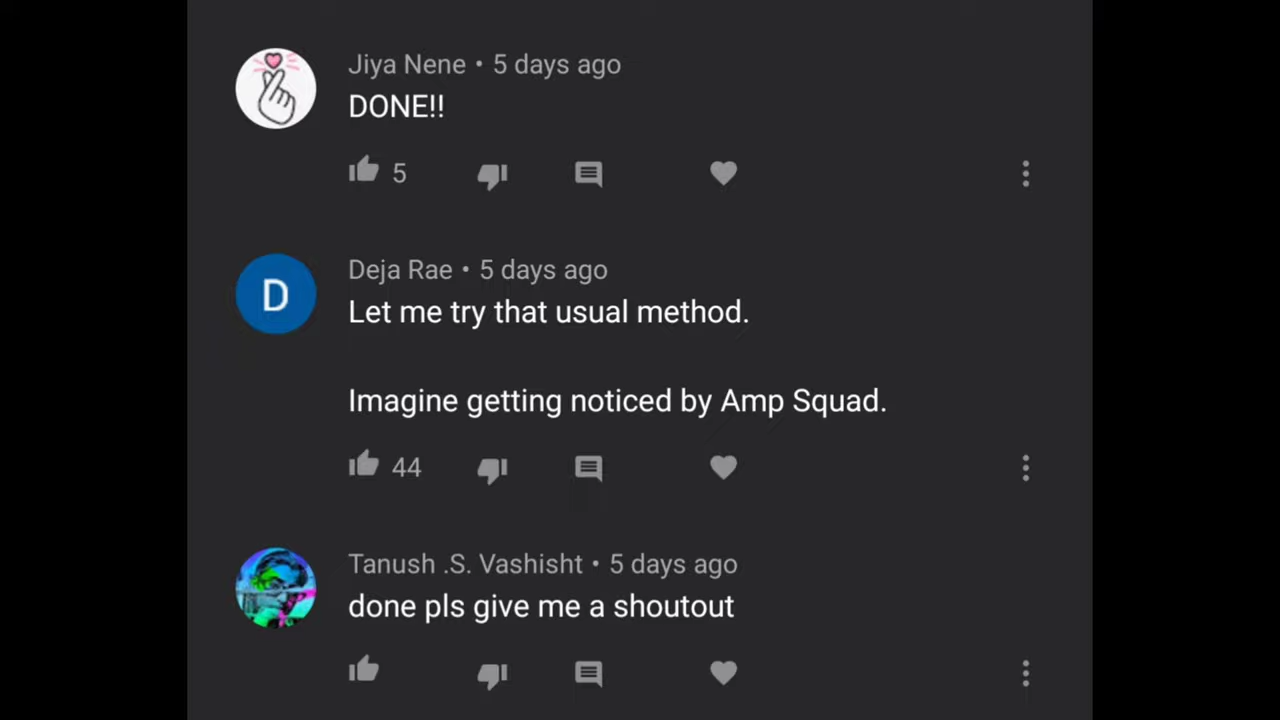 Jiya Nene • 5 days ago
DONE!!
5
D
Deja Rae • 5 days ago
Let me try that usual method.
Imagine getting noticed by Amp Squad.
44
Tanush .S. Vashisht • 5 days ago
done pls give me a shoutout